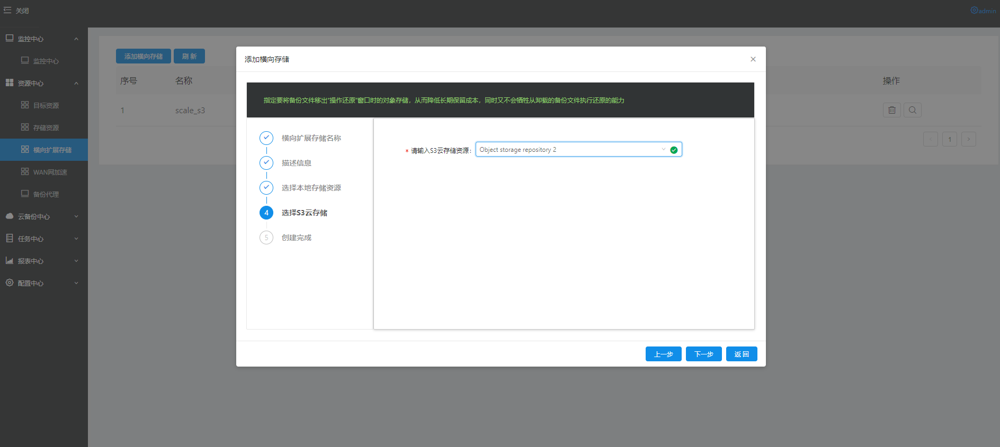 关闭
admin
监控中心
监控中心
资源中心
目标资源
存储资源
横向扩展存储
WAN网加速
备份代理
云备份中心
任务中心
报表中心
配置中心
添加横向存储
刷 新
序号
名称
操作
1
scale_s3
1
添加横向存储
指定要将备份文件移出“操作还原”窗口时的对象存储，从而降低长期保留成本，同时又不会牺牲从卸载的备份文件执行还原的能力
横向扩展存储名称
描述信息
选择本地存储资源
4 选择S3云存储
5 创建完成
* 请输入S3云存储资源: Object storage repository 2
上一步
下一步
返 回